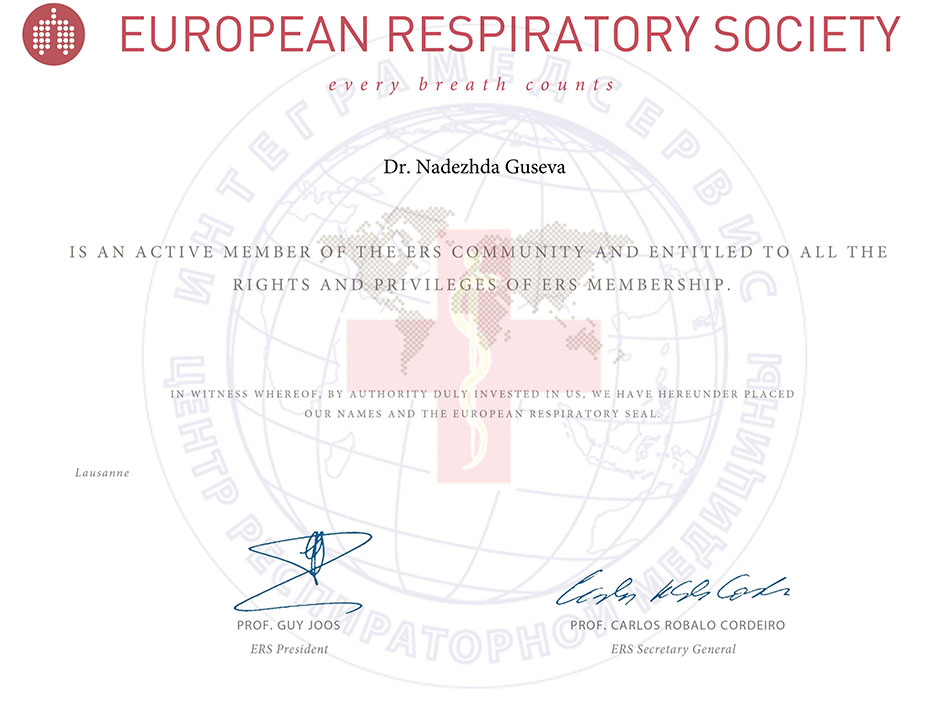 EUROPEAN RESPIRATORY SOCIETY
every breath counts
ИНТЕГРАМЕДСЕРВИС
Dr. Nadezhda Guseva
IS AN ACTIVE MEMBER OF THE ERS COMMUNITY AND ENTITLED TO ALL THE
RIGHTS AND PRIVILEGES OF ERS MEMBERSHIP.
IN WITNESS WHEREOF, BY AUTHORITY DULY INVESTED IN US, WE HAVE HEREUNDER PLACED
OUR NAMES AND THE EUROPEAN RESPIRATORY SEAL.
Lausanne
PROF. GUY JOOS
ERS President
PROF. CARLOS ROBALO CORDEIRO
ERS Secretary General
ЦЕНТР РЕСПИРАТОРНОЙ МЕДИЦИНЫ